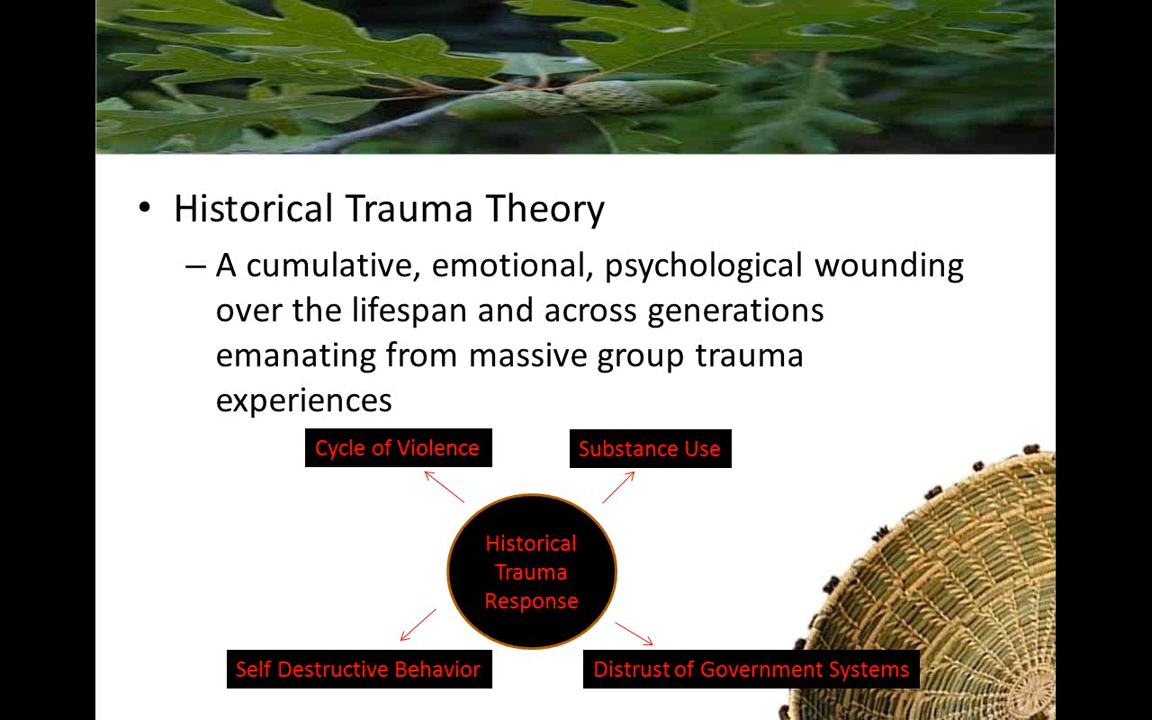 • Historical Trauma Theory
– A cumulative, emotional, psychological wounding
over the lifespan and across generations
emanating from massive group trauma
experiences
Cycle of Violence
Substance Use
Historical
Trauma
Response
Self Destructive Behavior
Distrust of Government Systems